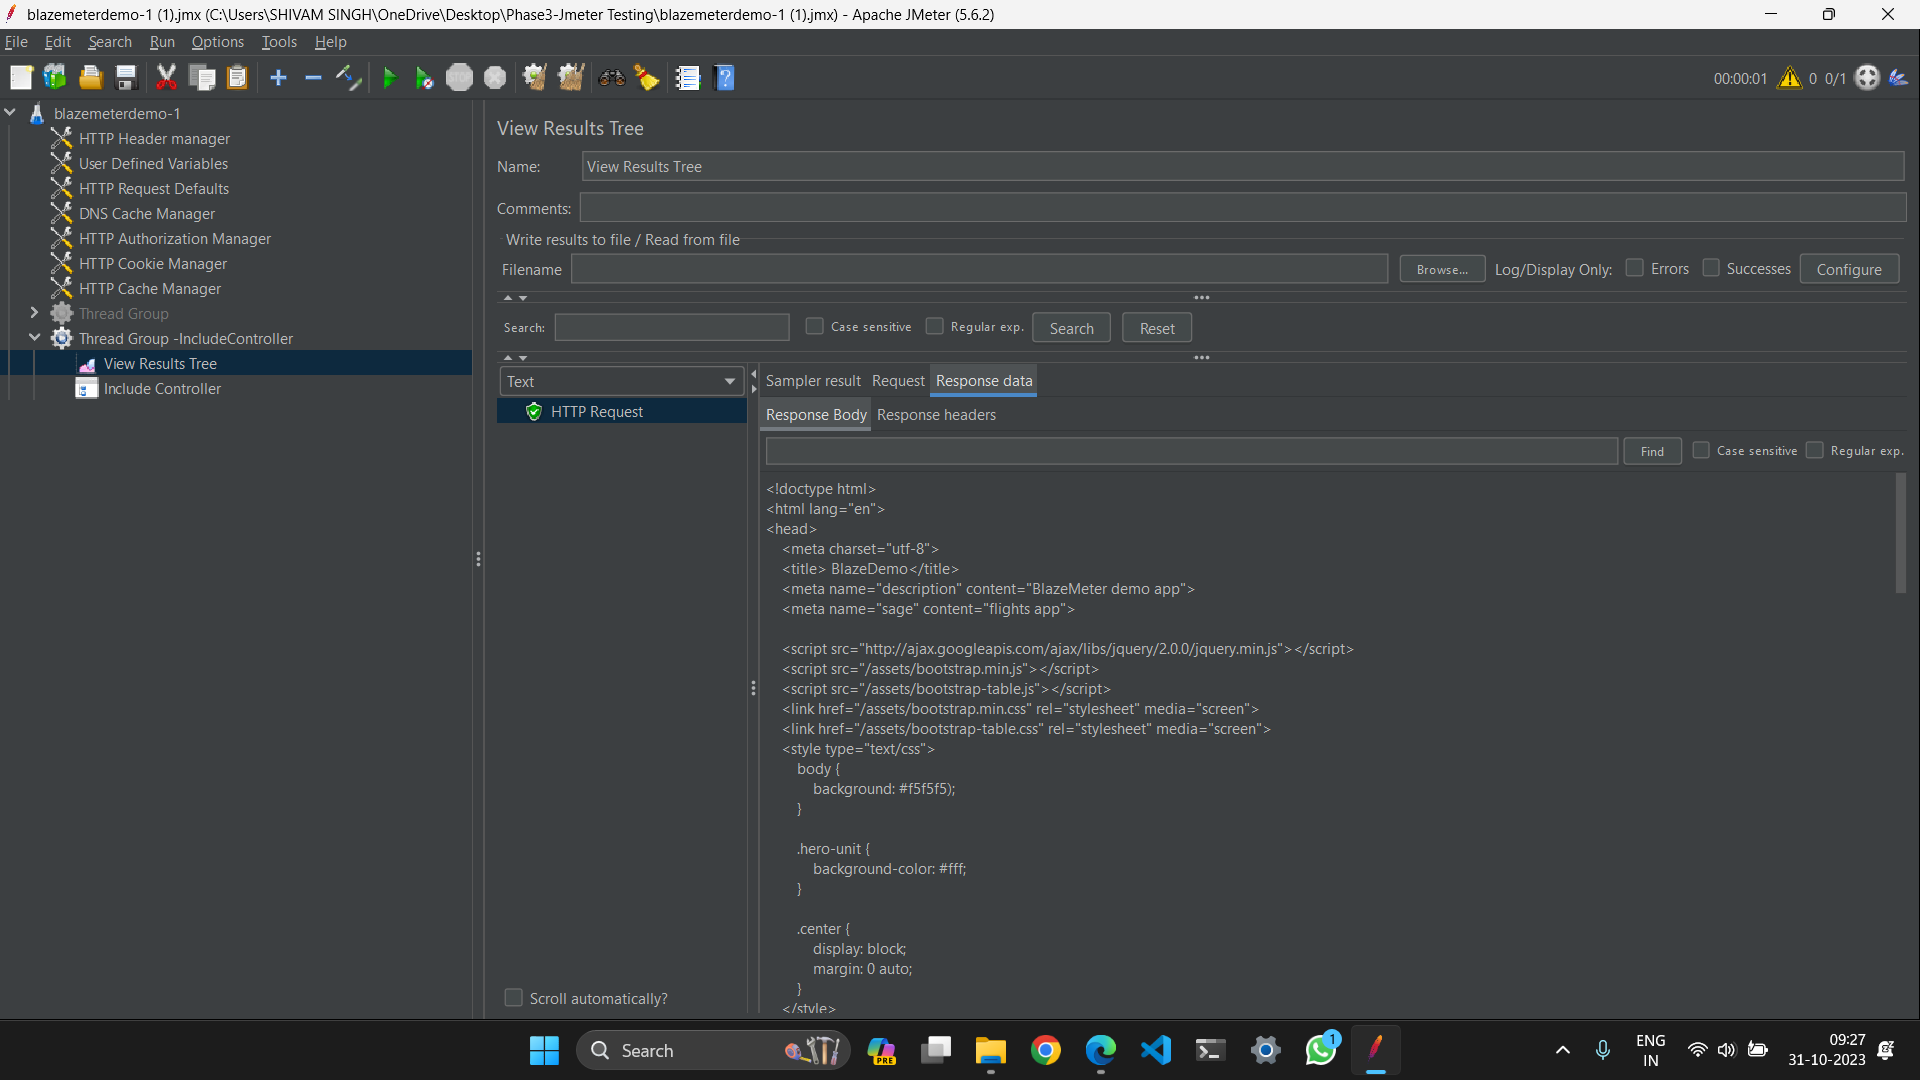 blazemeterdemo-1 (1).jmx (C:\Users\SHIVAM SINGH\OneDrive\Desktop\Phase3-Jmeter Testing\blazemeterdemo-1 (1).jmx) - Apache JMeter (5.6.2)
File Edit Search Run Options Tools Help
STOP
00:00:01 0 0/1
blazemeterdemo-1
HTTP Header manager
User Defined Variables
HTTP Request Defaults
DNS Cache Manager
HTTP Authorization Manager
HTTP Cookie Manager
HTTP Cache Manager
Thread Group
Thread Group -IncludeController
View Results Tree
Include Controller
View Results Tree
Name: View Results Tree
Comments:
Write results to file / Read from file
Filename Browse... Log/Display Only: Errors Successes Configure
Search: Case sensitive Regular exp. Search Reset
Text
HTTP Request
Scroll automatically?
Sampler result Request Response data
Response Body Response headers
Find Case sensitive Regular exp.
<!doctype html>
<html lang="en">
<head>
<meta charset="utf-8">
<title> BlazeDemo</title>
<meta name="description" content="BlazeMeter demo app">
<meta name="sage" content="flights app">
<script src="http://ajax.googleapis.com/ajax/libs/jquery/2.0.0/jquery.min.js"></script>
<script src="/assets/bootstrap.min.js"></script>
<script src="/assets/bootstrap-table.js"></script>
<link href="/assets/bootstrap.min.css" rel="stylesheet" media="screen">
<link href="/assets/bootstrap-table.css" rel="stylesheet" media="screen">
<style type="text/css">
body {
background: #f5f5f5);
}
.hero-unit {
background-color: #fff;
}
.center {
display: block;
margin: 0 auto;
}
</style>
Search
PRE
1
ENG
IN
09:27
31-10-2023